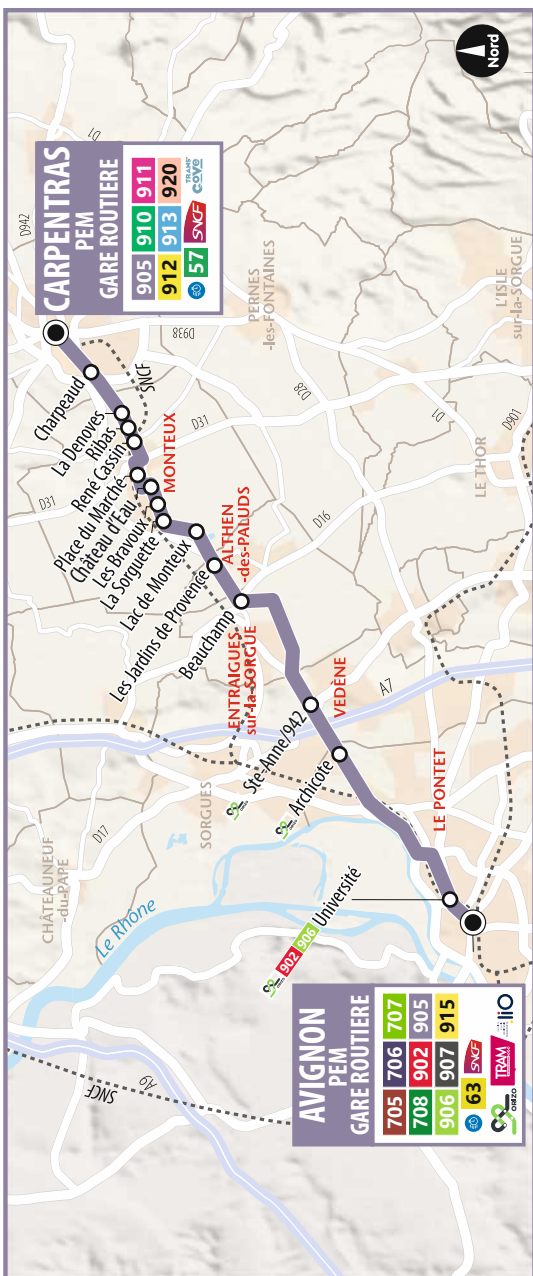 Nord
CARPENTRAS
PEM
GARE ROUTIERE
905 910 911
912 913 920
57 SNCF TRANS' cove
D1
D942
D938
SNCF
PERNES
-les-FONTAINES
L'ISLE
sur-la-SORGUE
D28
D31
D1
D901
LE THOR
D16
D31
Charpeaud
La Denoves
Ribas
René Cassin
Place du Marché
Château d'Eau
Les Bravoux
La Sorguette
Lac de Monteux
Les Jardins de Provence
Beauchamp
MONTEUX
ALTHEN
-des-PALUDS
ENTRAIGUES
sur-la-SORGUE
Ste-Anne/942
VEDÈNE
Archicote
A7
LE PONTET
SORGUES
D17
CHÂTEAUNEUF
-du-PAPE
Le Rhône
902 906 Université
SNCF
A9
AVIGNON
PEM
GARE ROUTIERE
705 706 707
708 902 905
906 907 915
63 SNCF
ORIZO TRAM liO